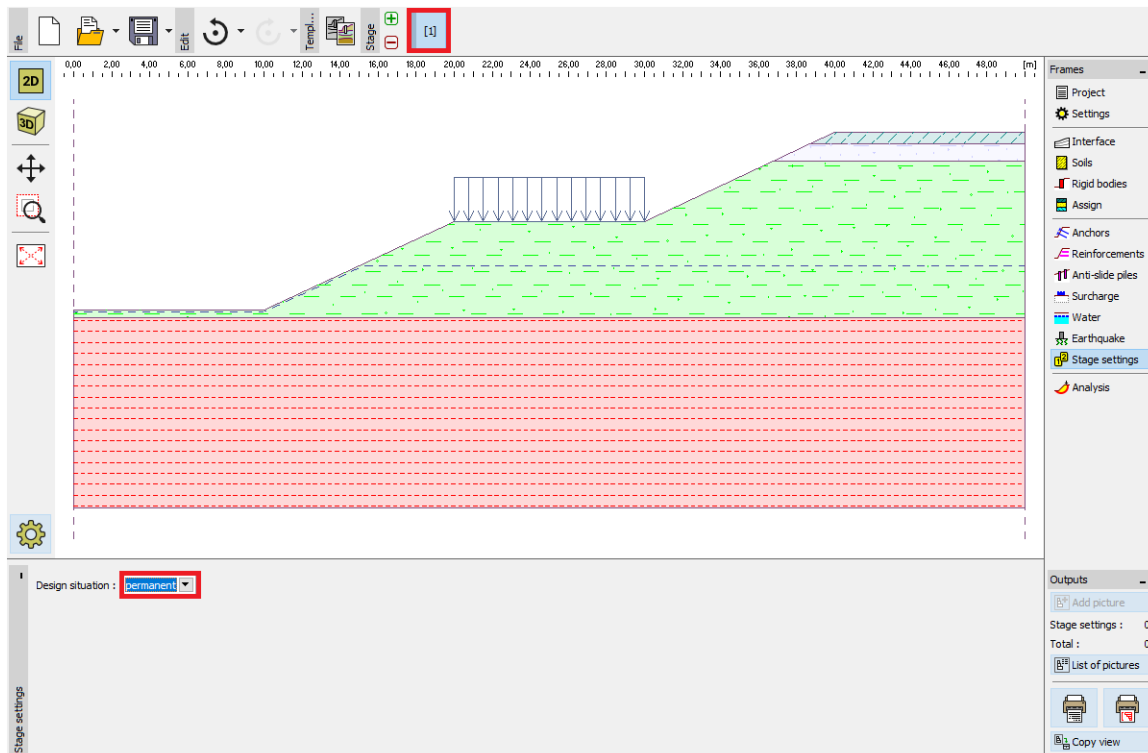 File
Edit
Templ...
Stage
[1]
2D
3D
0,00 2,00 4,00 6,00 8,00 10,00 12,00 14,00 16,00 18,00 20,00 22,00 24,00 26,00 28,00 30,00 32,00 34,00 36,00 38,00 40,00 42,00 44,00 46,00 [m]
Frames
Project
Settings
Interface
Soils
Rigid bodies
Assign
Anchors
Reinforcements
Anti-slide piles
Surcharge
Water
Earthquake
Stage settings
Analysis
Design situation : permanent
Stage settings
Outputs
Add picture
Stage settings : 0
Total : 0
List of pictures
Copy view